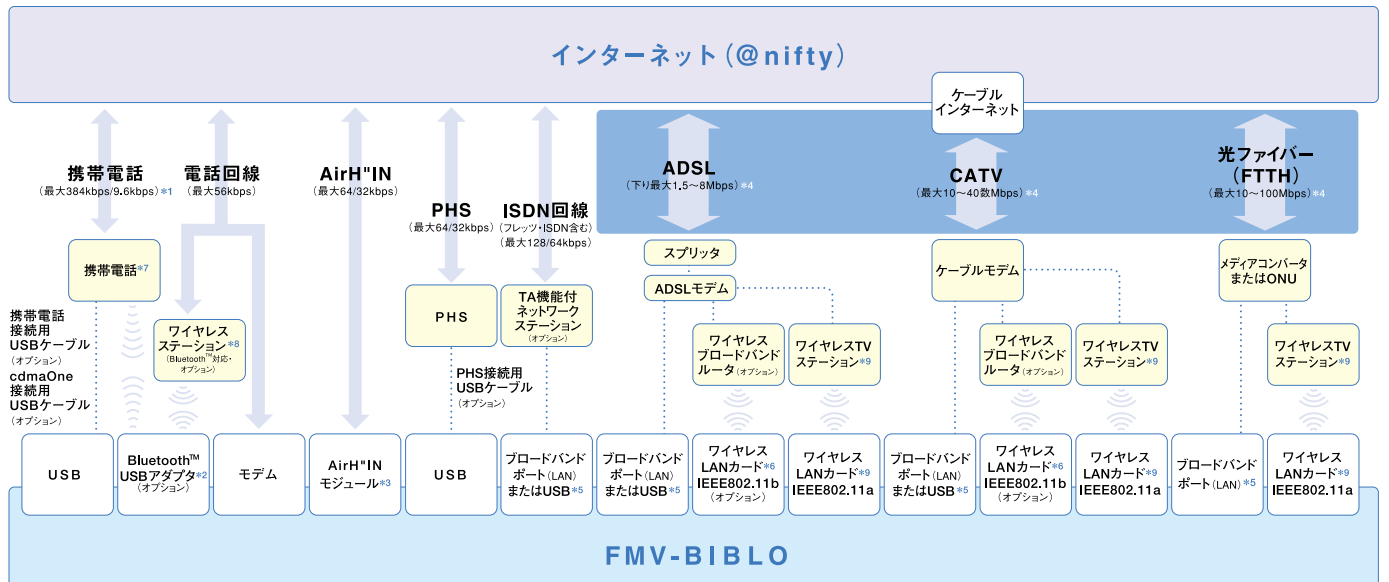 インターネット(@nifty)
ケーブル
インターネット
携帯電話
(最大384kbps/9.6kbps)*1
電話回線
(最大56kbps)
AirH"IN
(最大64/32kbps)
PHS
(最大64/32kbps)
ISDN回線
(フレッツ・ISDN含む)
(最大128/64kbps)
ADSL
(下り最大1.5〜8Mbps)*4
CATV
(最大10〜40数Mbps)*4
光ファイバー
(FTTH)
(最大10〜100Mbps)*4
携帯電話*7
携帯電話
接続用
USBケーブル
(オプション)
cdmaOne
接続用
USBケーブル
(オプション)
ワイヤレス
ステーション*8
(Bluetooth™対応・
オプション)
PHS
PHS接続用
USBケーブル
(オプション)
TA機能付
ネットワーク
ステーション
(オプション)
スプリッタ
ADSLモデム
ワイヤレス
ブロードバンド
ルータ(オプション)
ワイヤレスTV
ステーション*9
ケーブルモデム
ワイヤレス
ブロードバンド
ルータ(オプション)
ワイヤレスTV
ステーション*9
メディアコンバータ
またはONU
ワイヤレスTV
ステーション*9
USB
Bluetooth™
USBアダプタ*2
(オプション)
モデム
AirH"IN
モジュール*3
USB
ブロードバンド
ポート(LAN)
またはUSB*5
ブロードバンド
ポート(LAN)
またはUSB*5
ワイヤレス
LANカード*6
IEEE802.11b
(オプション)
ワイヤレス
LANカード*9
IEEE802.11a
ブロードバンド
ポート(LAN)
またはUSB*5
ワイヤレス
LANカード*6
IEEE802.11b
(オプション)
ワイヤレス
LANカード*9
IEEE802.11a
ブロードバンド
ポート(LAN)*5
ワイヤレス
LANカード*9
IEEE802.11a
FMV-BIBLO